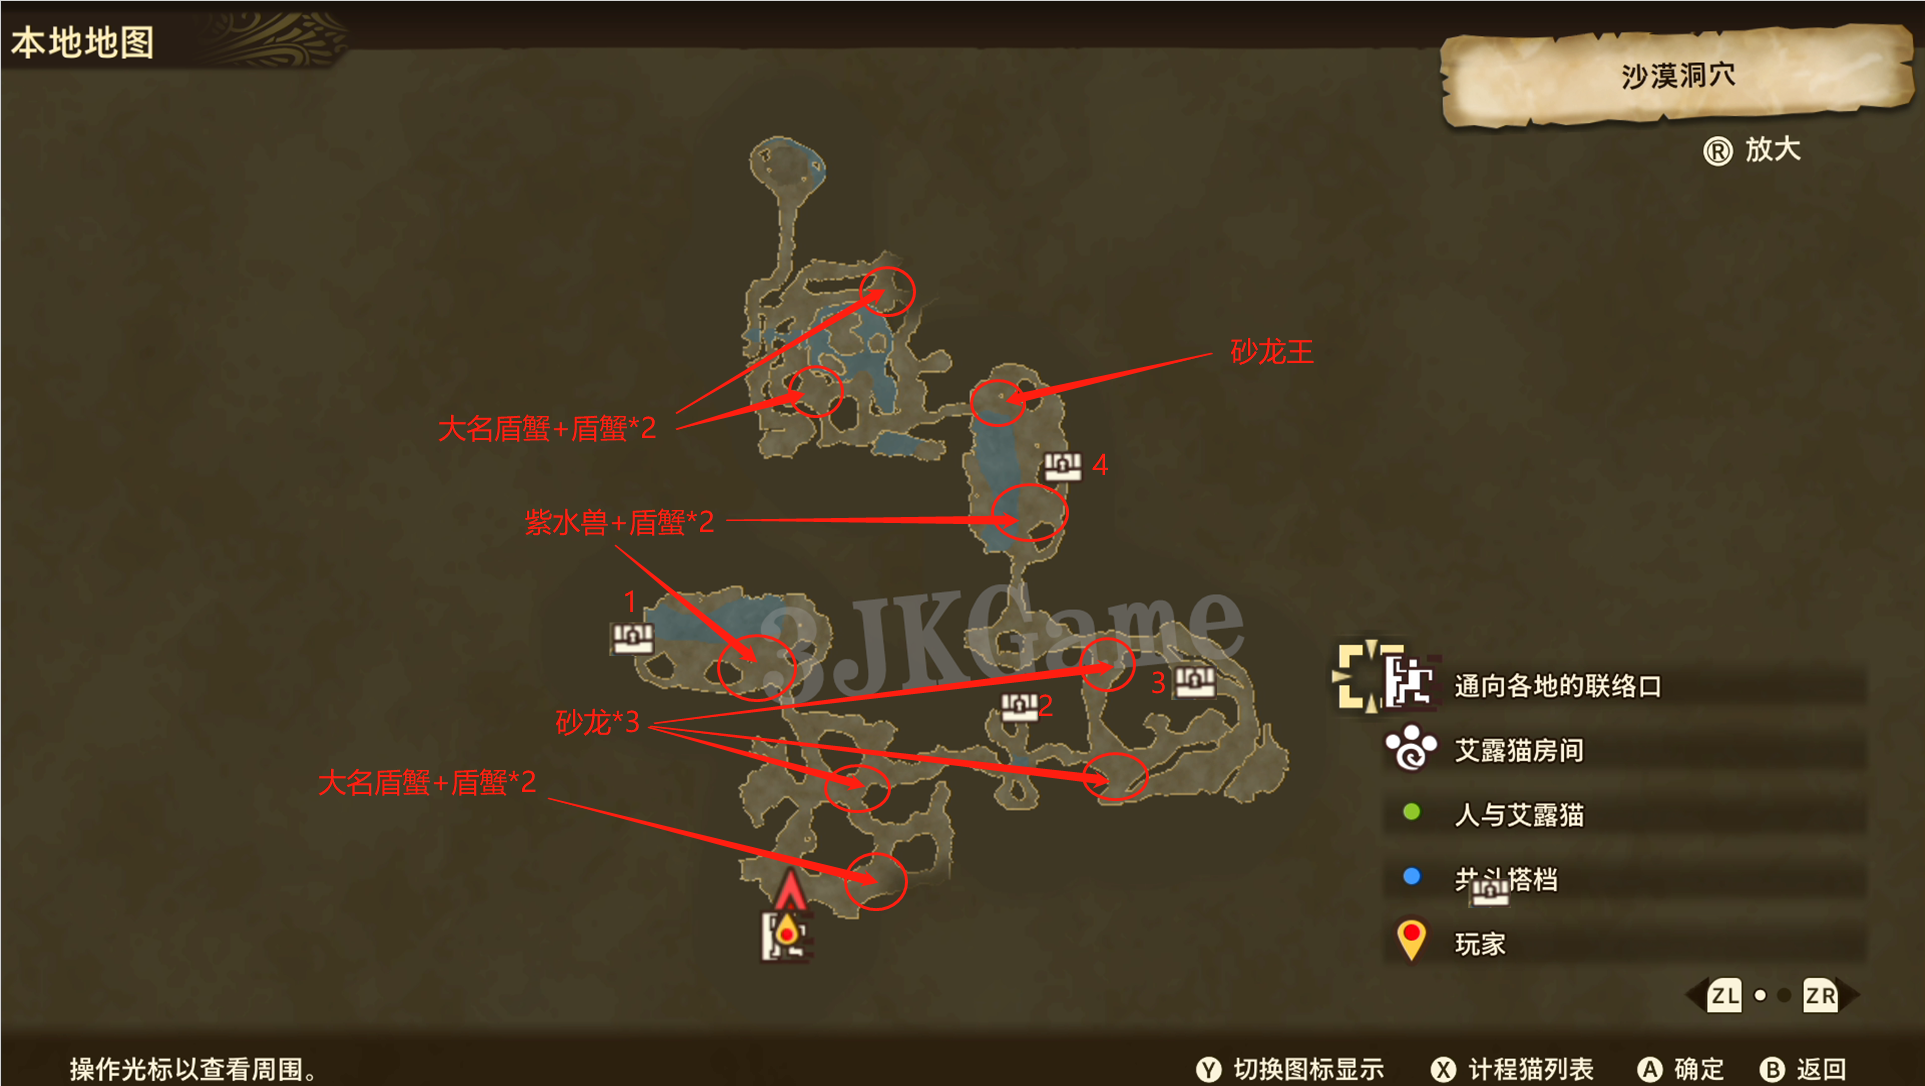 本地地图
沙漠洞穴
R 放大
砂龙王
大名盾蟹+盾蟹*2
4
紫水兽+盾蟹*2
1
3JKGame
3
2
砂龙*3
大名盾蟹+盾蟹*2
通向各地的联络口
艾露猫房间
人与艾露猫
共斗搭档
玩家
ZL ZR
操作光标以查看周围。
Y 切换图标显示 X 计程猫列表 A 确定 B 返回